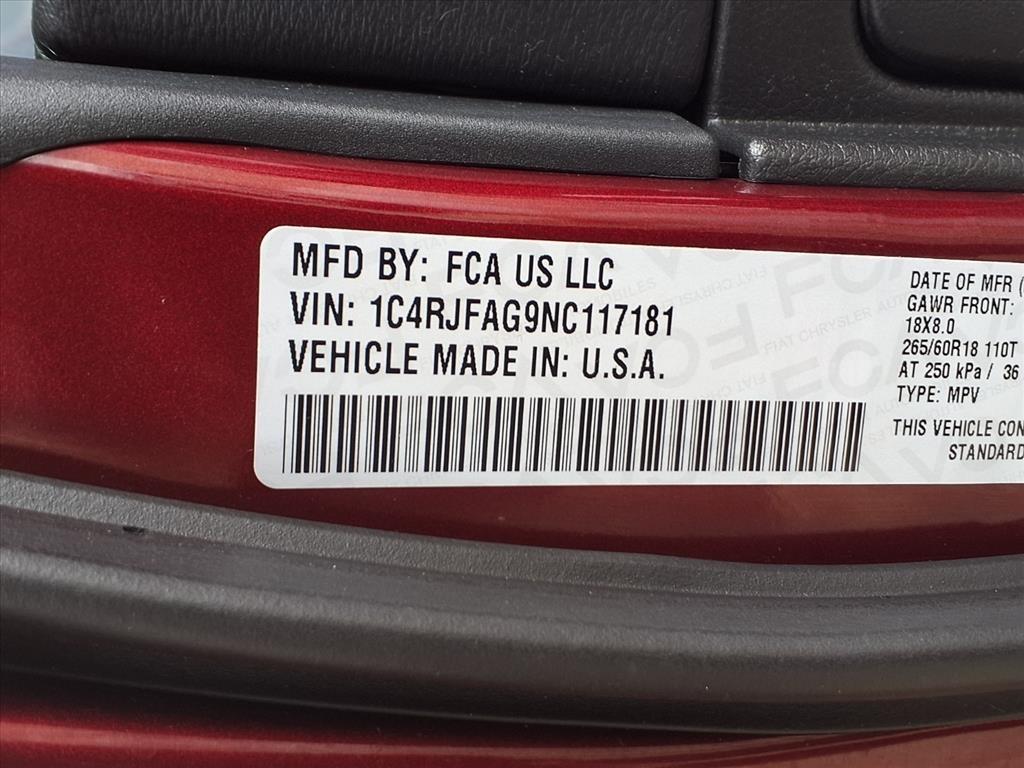 MFD BY: FCA US LLC
VIN: 1C4RJFAG9NC117181
VEHICLE MADE IN: U.S.A.
DATE OF MFR (
GAWR FRONT:
18X8.0
265/60R18 110T
AT 250 kPa / 36
TYPE: MPV
THIS VEHICLE CON
STANDARD